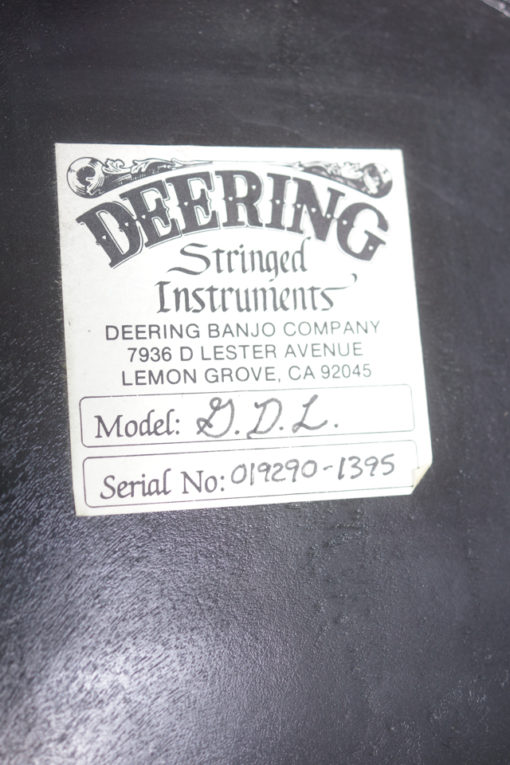 DEERING
Stringed
Instruments
DEERING BANJO COMPANY
7936 D LESTER AVENUE
LEMON GROVE, CA 92045
Model: G.D.L.
Serial No: 019290-1395